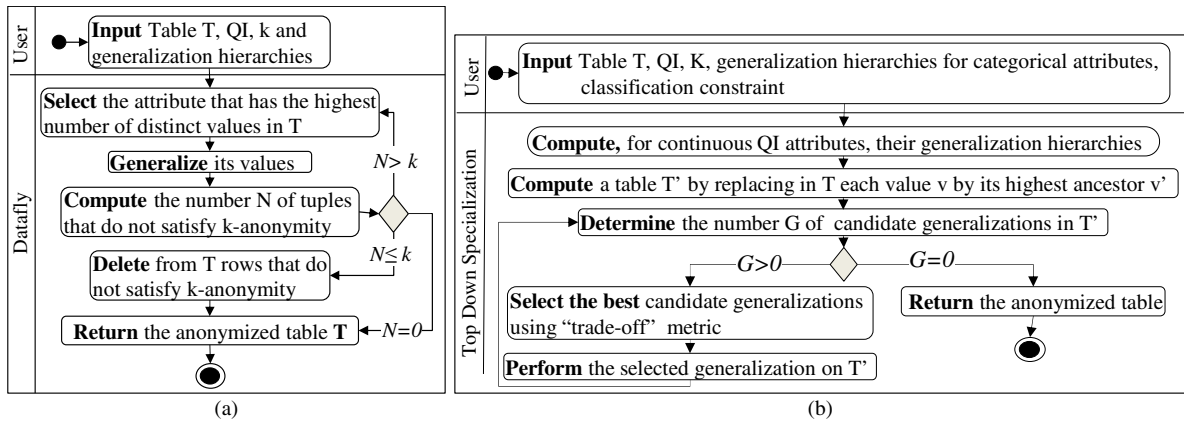 User
Input Table T, QI, k and
generalization hierarchies
Datafly
Select the attribute that has the highest
number of distinct values in T
Generalize its values
N> k
Compute the number N of tuples
that do not satisfy k-anonymity
N≤ k
Delete from T rows that do
not satisfy k-anonymity
Return the anonymized table T
N=0
(a)
User
Input Table T, QI, K, generalization hierarchies for categorical attributes,
classification constraint
Top Down Specialization
Compute, for continuous QI attributes, their generalization hierarchies
Compute a table T’ by replacing in T each value v by its highest ancestor v’
Determine the number G of candidate generalizations in T’
G>0
G=0
Select the best candidate generalizations
using “trade-off” metric
Return the anonymized table
Perform the selected generalization on T’
(b)